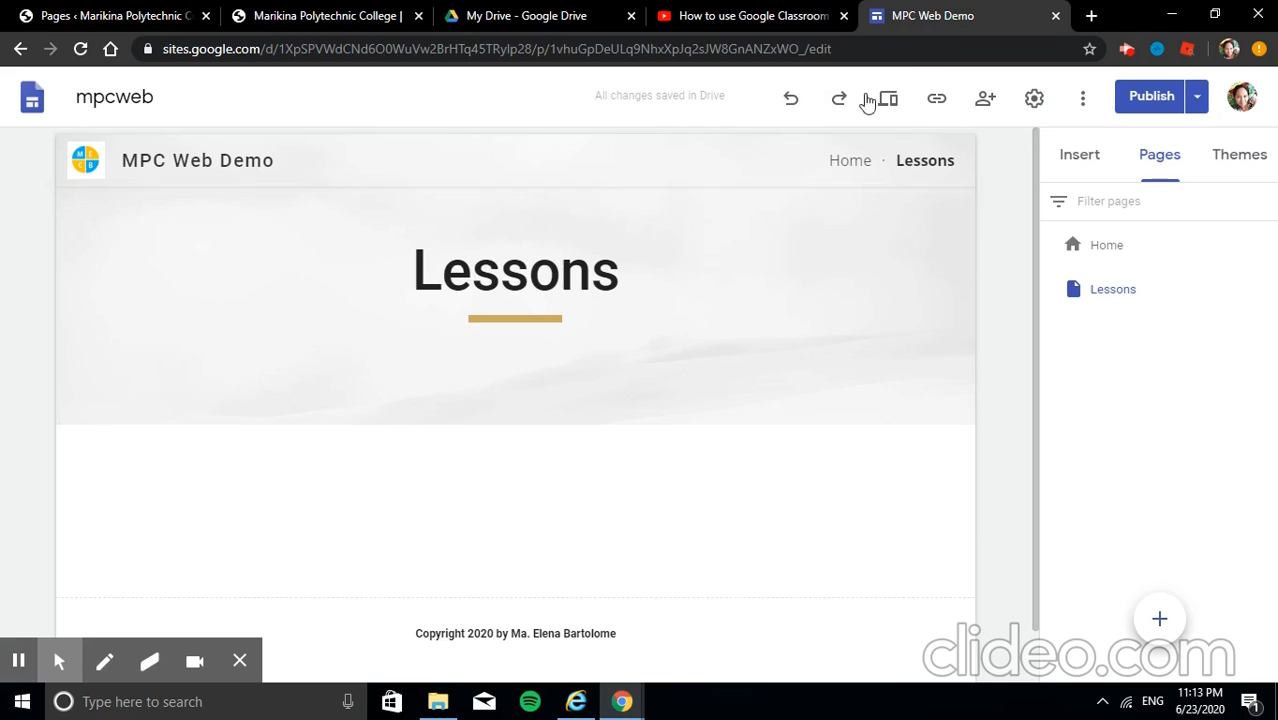 Pages ‹ Marikina Polytechnic C
Marikina Polytechnic College |
My Drive - Google Drive
How to use Google Classroom
MPC Web Demo
sites.google.com/d/1XpSPVWdCNd6O0WuVw2BrHTq45TRylp28/p/1vhuGpDeULq9NhxXpJq2sJW8GnANZxWO_/edit
mpcweb
All changes saved in Drive
Publish
MPC Web Demo
Home · Lessons
Insert
Pages
Themes
Filter pages
Home
Lessons
Lessons
Copyright 2020 by Ma. Elena Bartolome
clideo.com
Type here to search
ENG
11:13 PM
6/23/2020
1